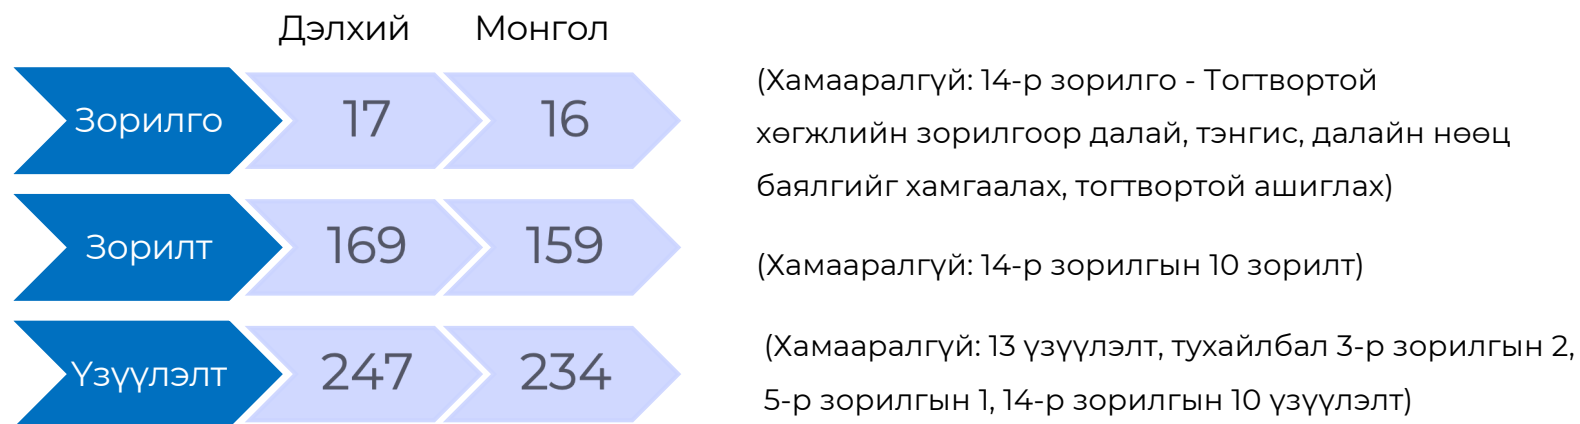 Дэлхий Монгол
Зорилго 17 16
(Хамааралгүй: 14-р зорилго - Тогтвортой
хөгжлийн зорилгоор далай, тэнгис, далайн нөөц
баялгийг хамгаалах, тогтвортой ашиглах)
Зорилт 169 159
(Хамааралгүй: 14-р зорилгын 10 зорилт)
Үзүүлэлт 247 234
(Хамааралгүй: 13 үзүүлэлт, тухайлбал 3-р зорилгын 2,
5-р зорилгын 1, 14-р зорилгын 10 үзүүлэлт)